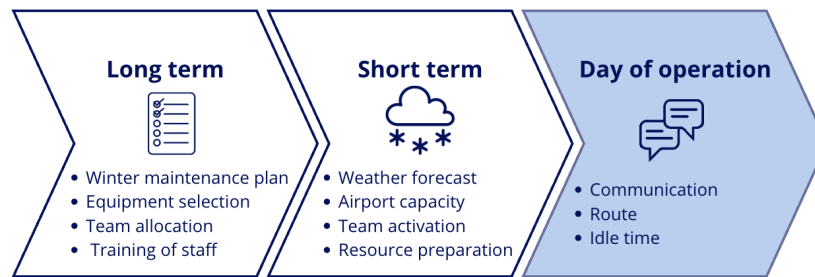 Long term
• Winter maintenance plan
• Equipment selection
• Team allocation
• Training of staff
Short term
• Weather forecast
• Airport capacity
• Team activation
• Resource preparation
Day of operation
• Communication
• Route
• Idle time